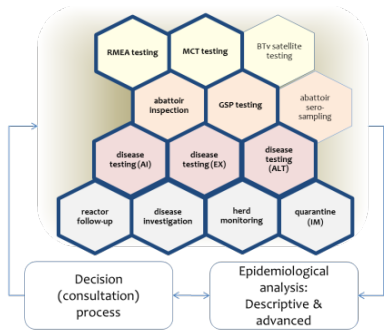 RMEA testing
MCT testing
BTv satellite
testing
abattoir
inspection
GSP testing
abattoir
sero-
sampling
disease
testing (AI)
disease
testing (EX)
disease
testing
(ALT)
reactor
follow-up
disease
investigation
herd
monitoring
quarantine
(IM)
Decision
(consultation)
process
Epidemiological
analysis:
Descriptive &
advanced